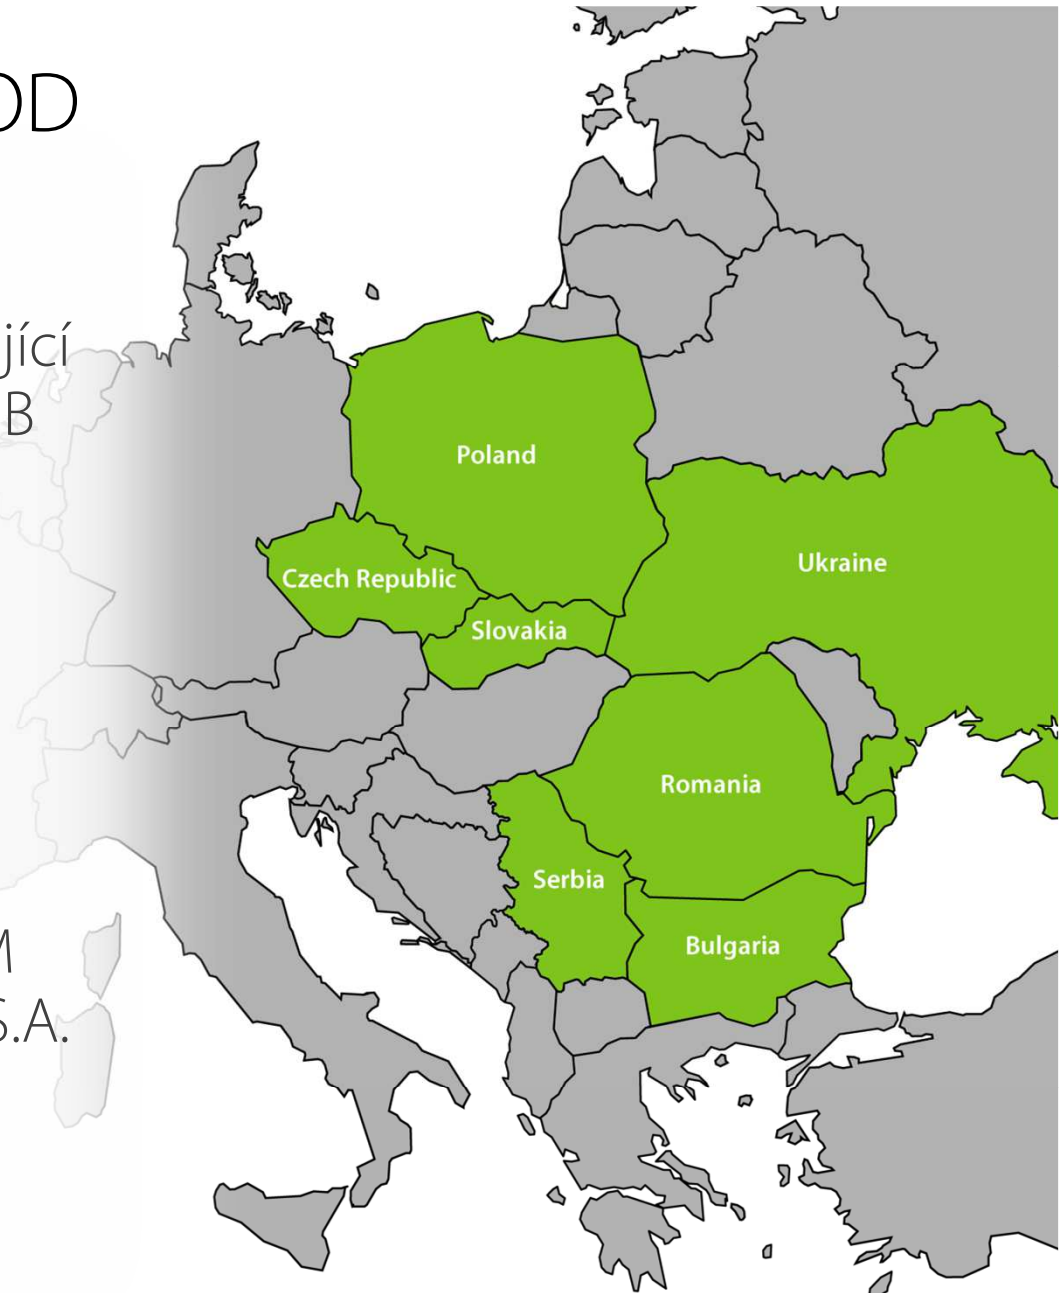 OD
jící
B
Poland
Ukraine
Czech Republic
Slovakia
Romania
Serbia
Bulgaria
M
S.A.